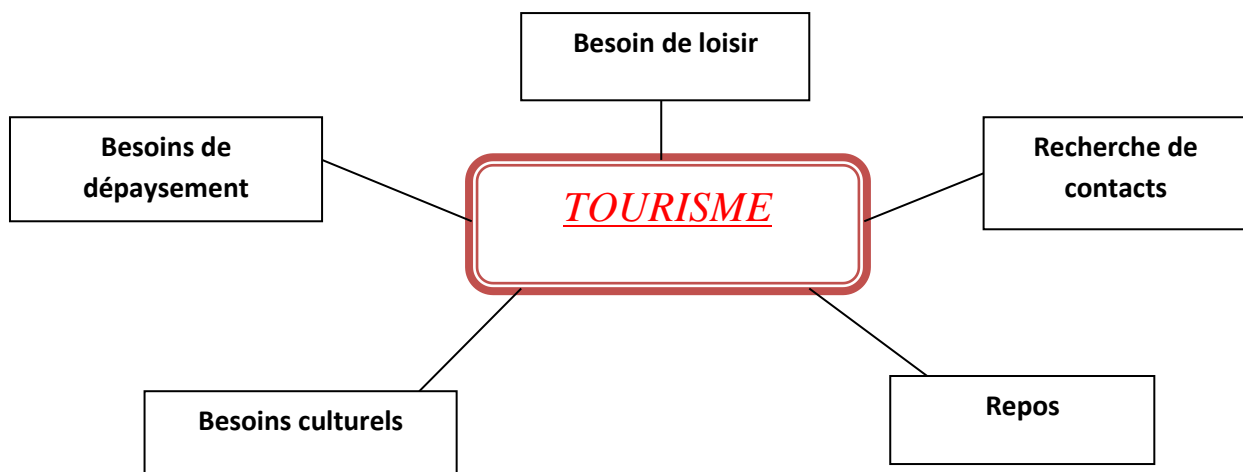 Besoin de loisir
Besoins de
dépaysement
Recherche de
contacts
TOURISME
Besoins culturels
Repos